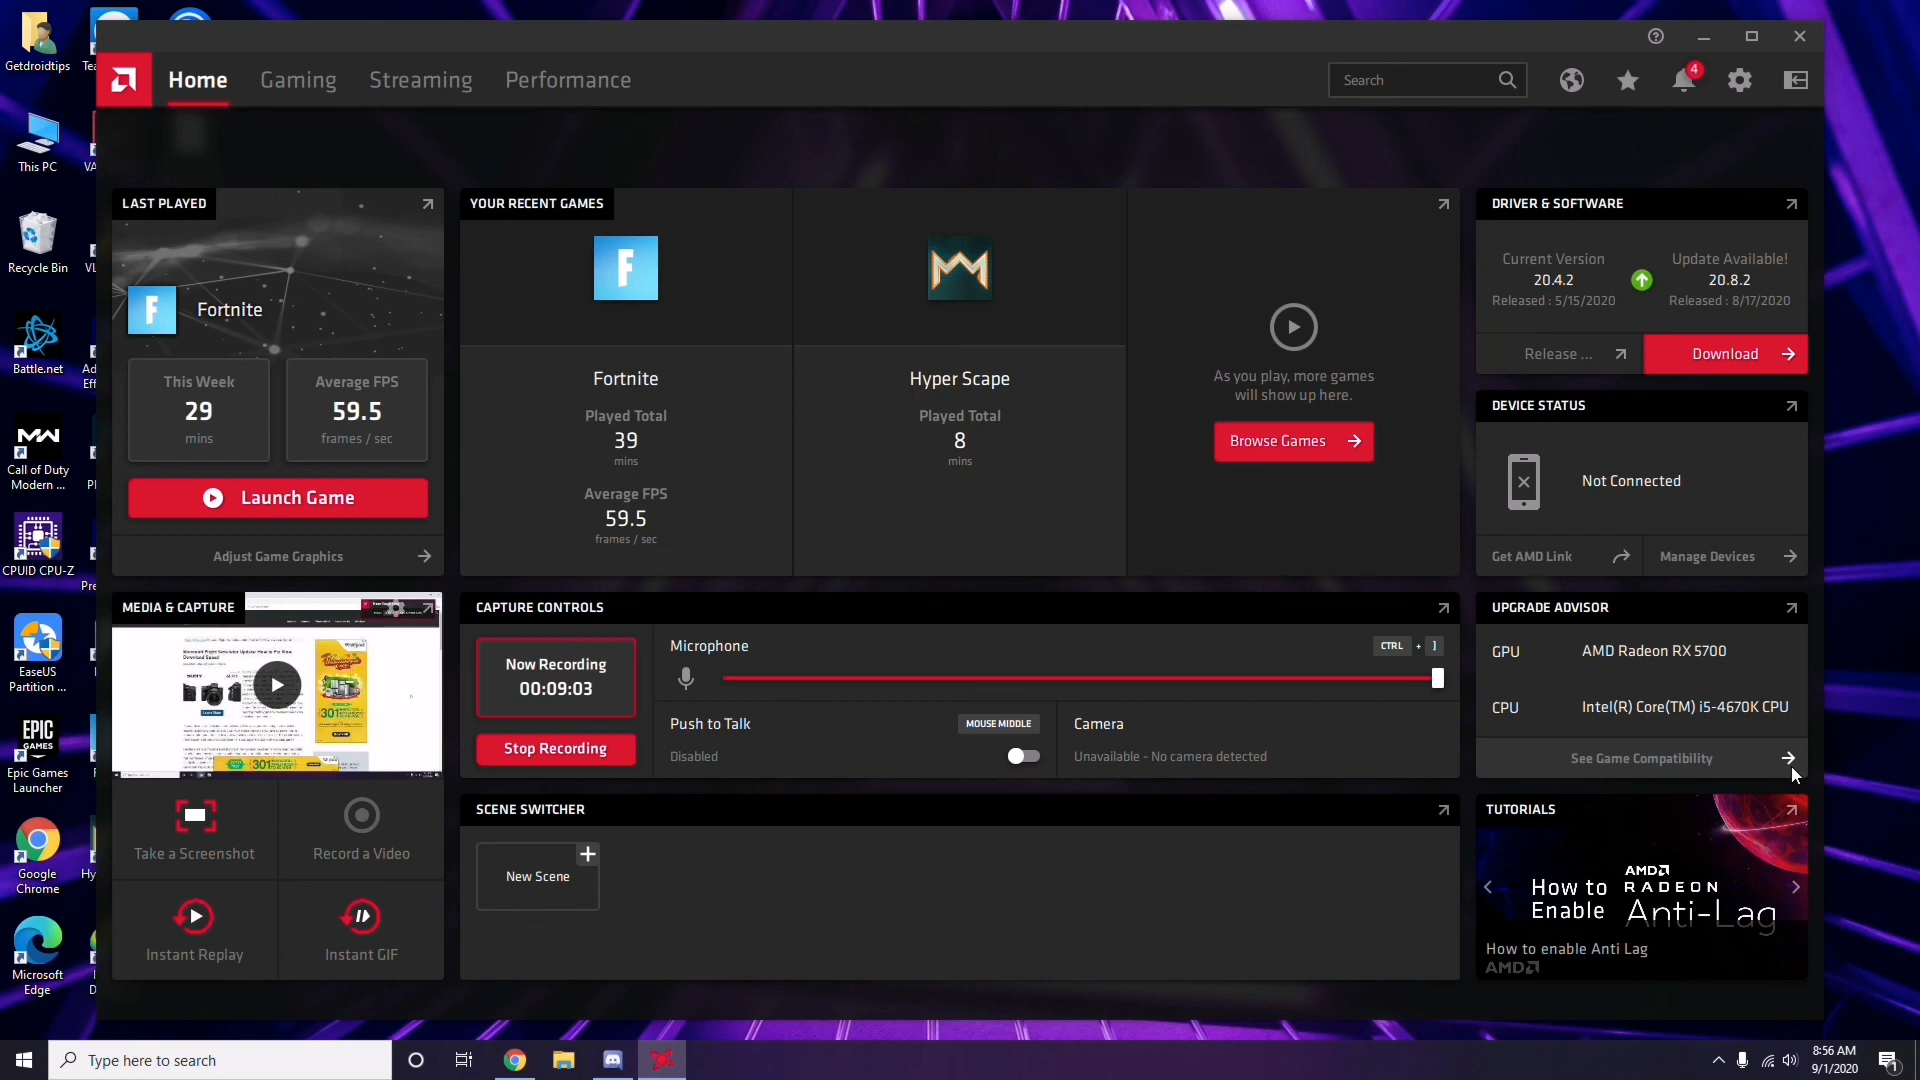 Getdroidtips
This PC
Recycle Bin
Battle.net
Call of Duty
Modern ...
CPUID CPU-Z
EaseUS
Partition ...
EPIC
GAMES
Epic Games
Launcher
Google
Chrome
Microsoft
Edge
Home
Gaming
Streaming
Performance
Search
4
LAST PLAYED
Fortnite
This Week
29
mins
Average FPS
59.5
frames / sec
Launch Game
Adjust Game Graphics
YOUR RECENT GAMES
Fortnite
Played Total
39
mins
Average FPS
59.5
frames / sec
Hyper Scape
Played Total
8
mins
As you play, more games
will show up here.
Browse Games
DRIVER & SOFTWARE
Current Version
20.4.2
Released : 5/15/2020
Update Available!
20.8.2
Released : 8/17/2020
Release ...
Download
DEVICE STATUS
Not Connected
Get AMD Link
Manage Devices
MEDIA & CAPTURE
Take a Screenshot
Record a Video
Instant Replay
Instant GIF
CAPTURE CONTROLS
Now Recording
00:09:03
Stop Recording
Microphone
CTRL + ]
Push to Talk
MOUSE MIDDLE
Disabled
Camera
Unavailable - No camera detected
UPGRADE ADVISOR
GPU
AMD Radeon RX 5700
CPU
Intel(R) Core(TM) i5-4670K CPU
See Game Compatibility
SCENE SWITCHER
New Scene
TUTORIALS
How to
Enable
AMD
RADEON
Anti-Lag
How to enable Anti Lag
AMD
Type here to search
8:56 AM
9/1/2020
1